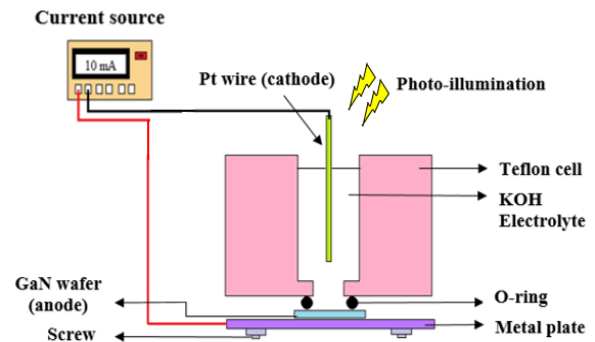 Current source
10 mA
Pt wire (cathode)
Photo-illumination
Teflon cell
KOH
Electrolyte
GaN wafer
(anode)
O-ring
Metal plate
Screw